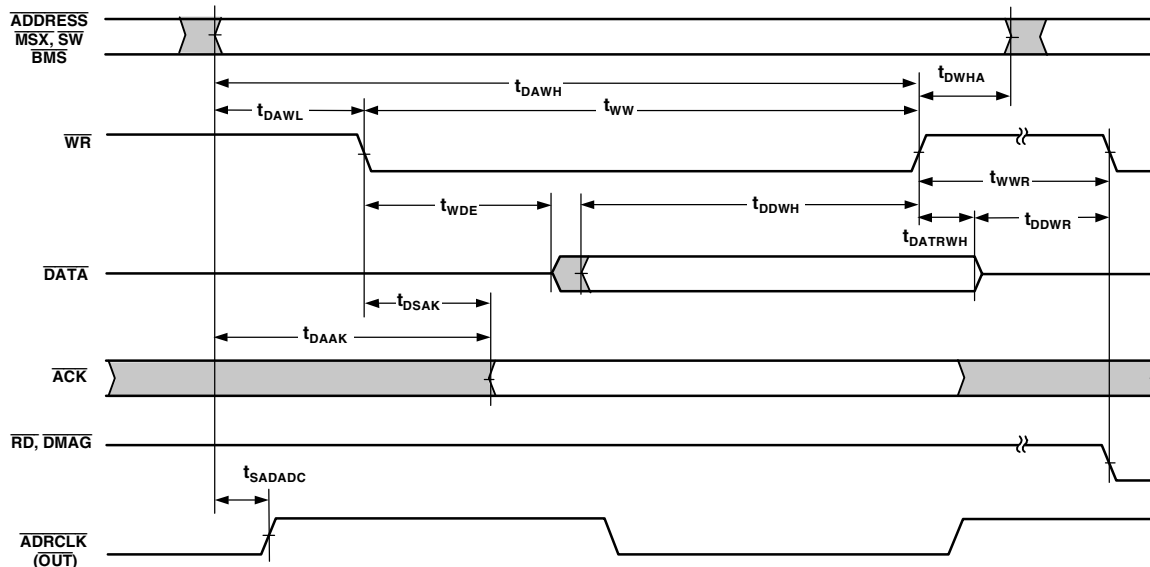 ADDRESS
MSX, SW
BMS
tDWHA
tDAWH
tDAWL
tWW
WR
tWWR
tWDE
tDDWH
tDATRWH
tDDWR
DATA
tDSAK
tDAAK
ACK
RD, DMAG
tSADADC
ADRCLK
(OUT)